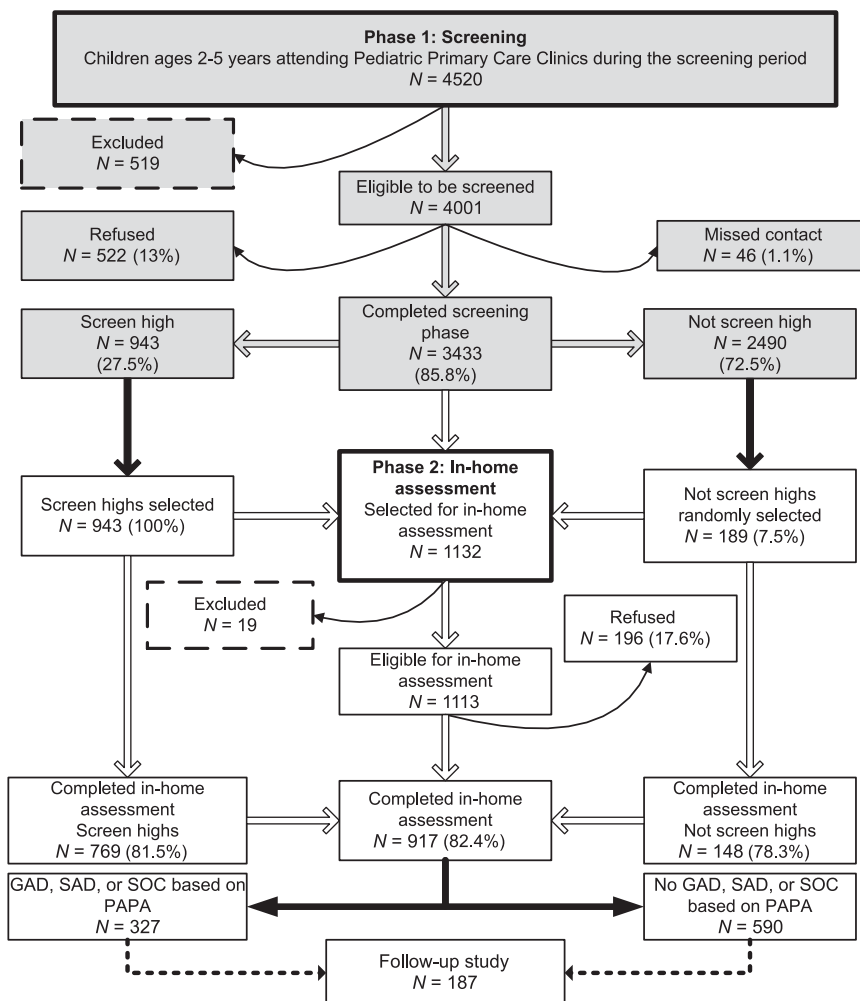 Phase 1: Screening
Children ages 2-5 years attending Pediatric Primary Care Clinics during the screening period
N = 4520
Excluded
N = 519
Eligible to be screened
N = 4001
Refused
N = 522 (13%)
Missed contact
N = 46 (1.1%)
Screen high
N = 943
(27.5%)
Completed screening
phase
N = 3433
(85.8%)
Not screen high
N = 2490
(72.5%)
Screen highs selected
N = 943 (100%)
Phase 2: In-home
assessment
Selected for in-home
assessment
N = 1132
Not screen highs
randomly selected
N = 189 (7.5%)
Excluded
N = 19
Refused
N = 196 (17.6%)
Eligible for in-home
assessment
N = 1113
Completed in-home
assessment
Screen highs
N = 769 (81.5%)
Completed in-home
assessment
N = 917 (82.4%)
Completed in-home
assessment
Not screen highs
N = 148 (78.3%)
GAD, SAD, or SOC based on
PAPA
N = 327
No GAD, SAD, or SOC
based on PAPA
N = 590
Follow-up study
N = 187